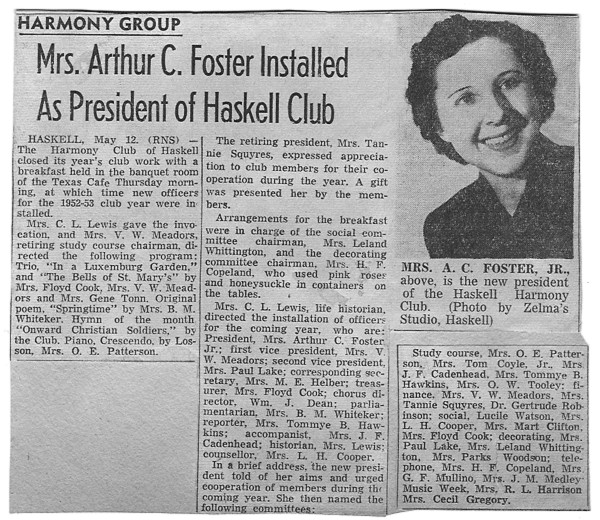 HARMONY GROUP
Mrs. Arthur C. Foster Installed
As President of Haskell Club
HASKELL, May 12. (RNS) —
The Harmony Club of Haskell
closed its year's club work with a
breakfast held in the banquet room
of the Texas Cafe Thursday morn-
ing, at which time new officers
for the 1952-53 club year were in
stalled.
Mrs. C. L. Lewis gave the invo-
cation, and Mrs. V. W. Meadors,
retiring study course chairman, di-
rected the following program;
Trio, "In a Luxemburg Garden,"
and "The Bells of St. Mary's" by
Mrs. Floyd Cook, Mrs. V. W. Mead-
ors and Mrs. Gene Tonn. Original
poem, "Springtime" by Mrs. B. M.
Whiteker. Hymn of the month
"Onward Christian Soldiers," by
the Club. Piano, Crescendo, by Los-
son, Mrs. O. E. Patterson.
The retiring president, Mrs. Tan-
nie Squyres, expressed apprecia-
tion to club members for their co-
operation during the year. A gift
was presented her by the mem-
bers.
Arrangements for the breakfast
were in charge of the social com-
mittee chairman, Mrs. Leland
Whittington, and the decorating
committee chairman, Mrs. H. F.
Copeland, who used pink roses
and honeysuckle in containers on
the tables.
Mrs. C. L. Lewis, life historian,
directed the installation of officers
for the coming year, who are:
President, Mrs. Arthur C. Foster
Jr.; first vice president, Mrs. V.
W. Meadors; second vice president,
Mrs. Paul Lake; corresponding sec-
retary, Mrs. M. E. Helber; treas-
urer, Mrs. Floyd Cook; chorus di-
rector, Wm. J. Dean; parlia-
mentarian, Mrs. B. M. Whiteker;
reporter, Mrs. Tommye B. Haw-
kins; accompanist, Mrs. J. F.
Cadenhead; historian, Mrs. Lewis;
counsellor, Mrs. L. H. Cooper.
In a brief address, the new presi-
dent told of her aims and urged
cooperation of members during the
coming year. She then named the
following committees:
MRS. A. C. FOSTER, JR.,
above, is the new president
of the Haskell Harmony
Club. (Photo by Zelma's
Studio, Haskell)
Study course, Mrs. O. E. Patter-
son, Mrs. Tom Coyle, Jr., Mrs.
J. F. Cadenhead, Mrs. Tommye B.
Hawkins, Mrs. O. W. Tooley; fi-
nance, Mrs. V. W. Meadors, Mrs.
Tannie Squyres, Dr. Gertrude Rob-
inson; social, Lucile Watson, Mrs.
L. H. Cooper, Mrs. Mart Clifton,
Mrs. Floyd Cook; decorating, Mrs.
Paul Lake, Mrs. Leland Whitting-
ton, Mrs. Parks Woodson; tele-
phone, Mrs. H. F. Copeland, Mrs.
G. F. Mullino, Mrs. J. M. Medley-
Music Week, Mrs. R. L. Harrison
Mrs. Cecil Gregory.